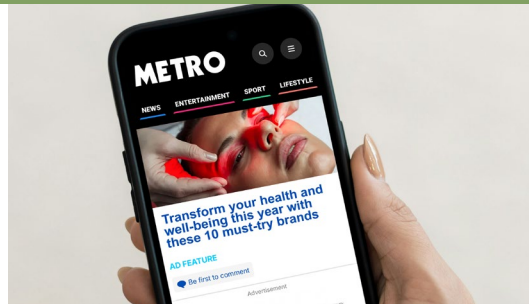 METRO
NEWS ENTERTAINMENT SPORT LIFESTYLE
Transform your health and
well-being this year with
these 10 must-try brands
AD FEATURE
Be first to comment
Advertisement